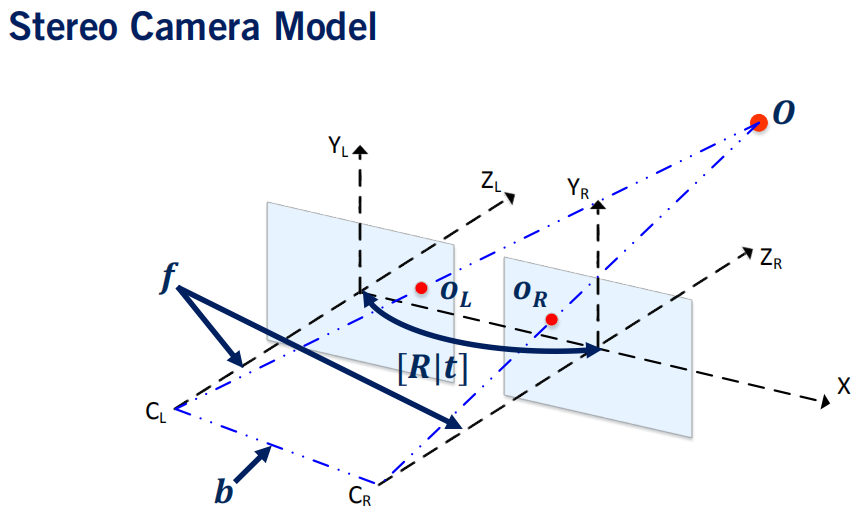 Stereo Camera Model
O
Y_L
Z_L
Y_R
Z_R
f
o_L
o_R
[R|t]
X
C_L
b
C_R